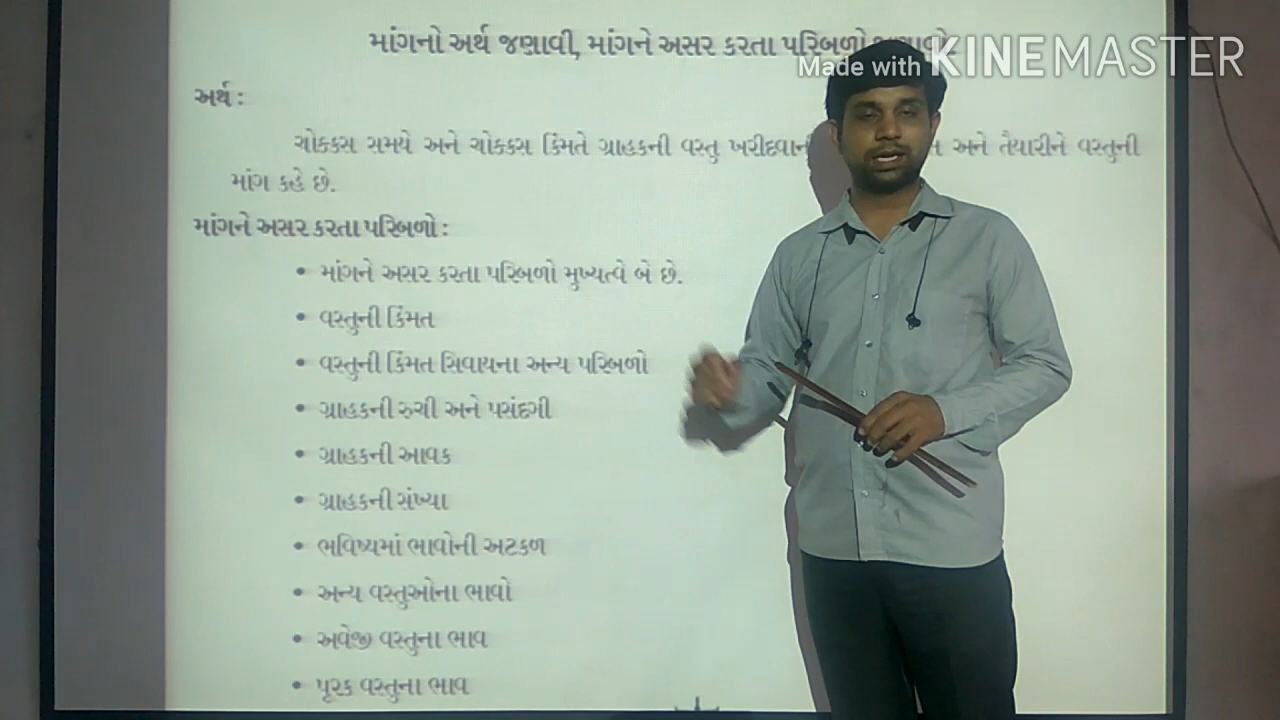 માંગનો અર્થ જણાવી, માંગને અસર કરતા પરિબળો
Made with KINEMASTER
અર્થ :
ચોક્કસ સમયે અને ચોક્કસ કિંમતે ગ્રાહકની વસ્તુ ખરીદવાની અને તૈયારીને વસ્તુની
માંગ કહે છે.
માંગને અસર કરતા પરિબળો :
• માંગને અસર કરતા પરિબળો મુખ્યત્વે બે છે.
• વસ્તુની કિંમત
• વસ્તુની કિંમત સિવાયના અન્ય પરિબળો
• ગ્રાહકની રુચી અને પસંદગી
• ગ્રાહકની આવક
• ગ્રાહકની સંખ્યા
• ભવિષ્યમાં ભાવોની અટકળ
• અન્ય વસ્તુઓના ભાવો
• અવેજી વસ્તુના ભાવ
• પૂરક વસ્તુના ભાવ